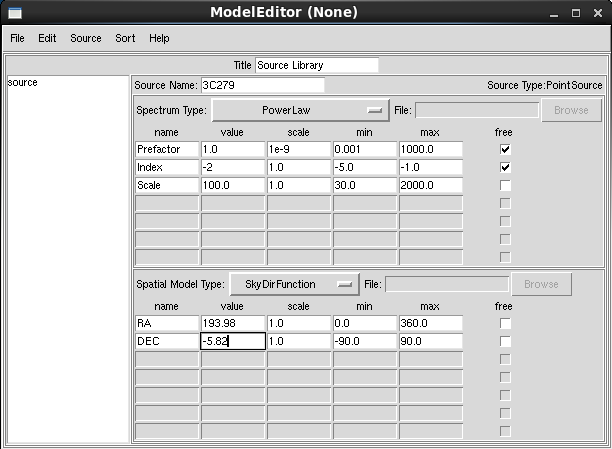 ModelEditor (None)
File Edit Source Sort Help
Title Source Library
source
Source Name: 3C279 Source Type:PointSource
Spectrum Type: PowerLaw File: Browse
name value scale min max free
Prefactor 1.0 1e-9 0.001 1000.0
Index -2 1.0 -5.0 -1.0
Scale 100.0 1.0 30.0 2000.0
Spatial Model Type: SkyDirFunction File: Browse
name value scale min max free
RA 193.98 1.0 0.0 360.0
DEC -5.82 1.0 -90.0 90.0